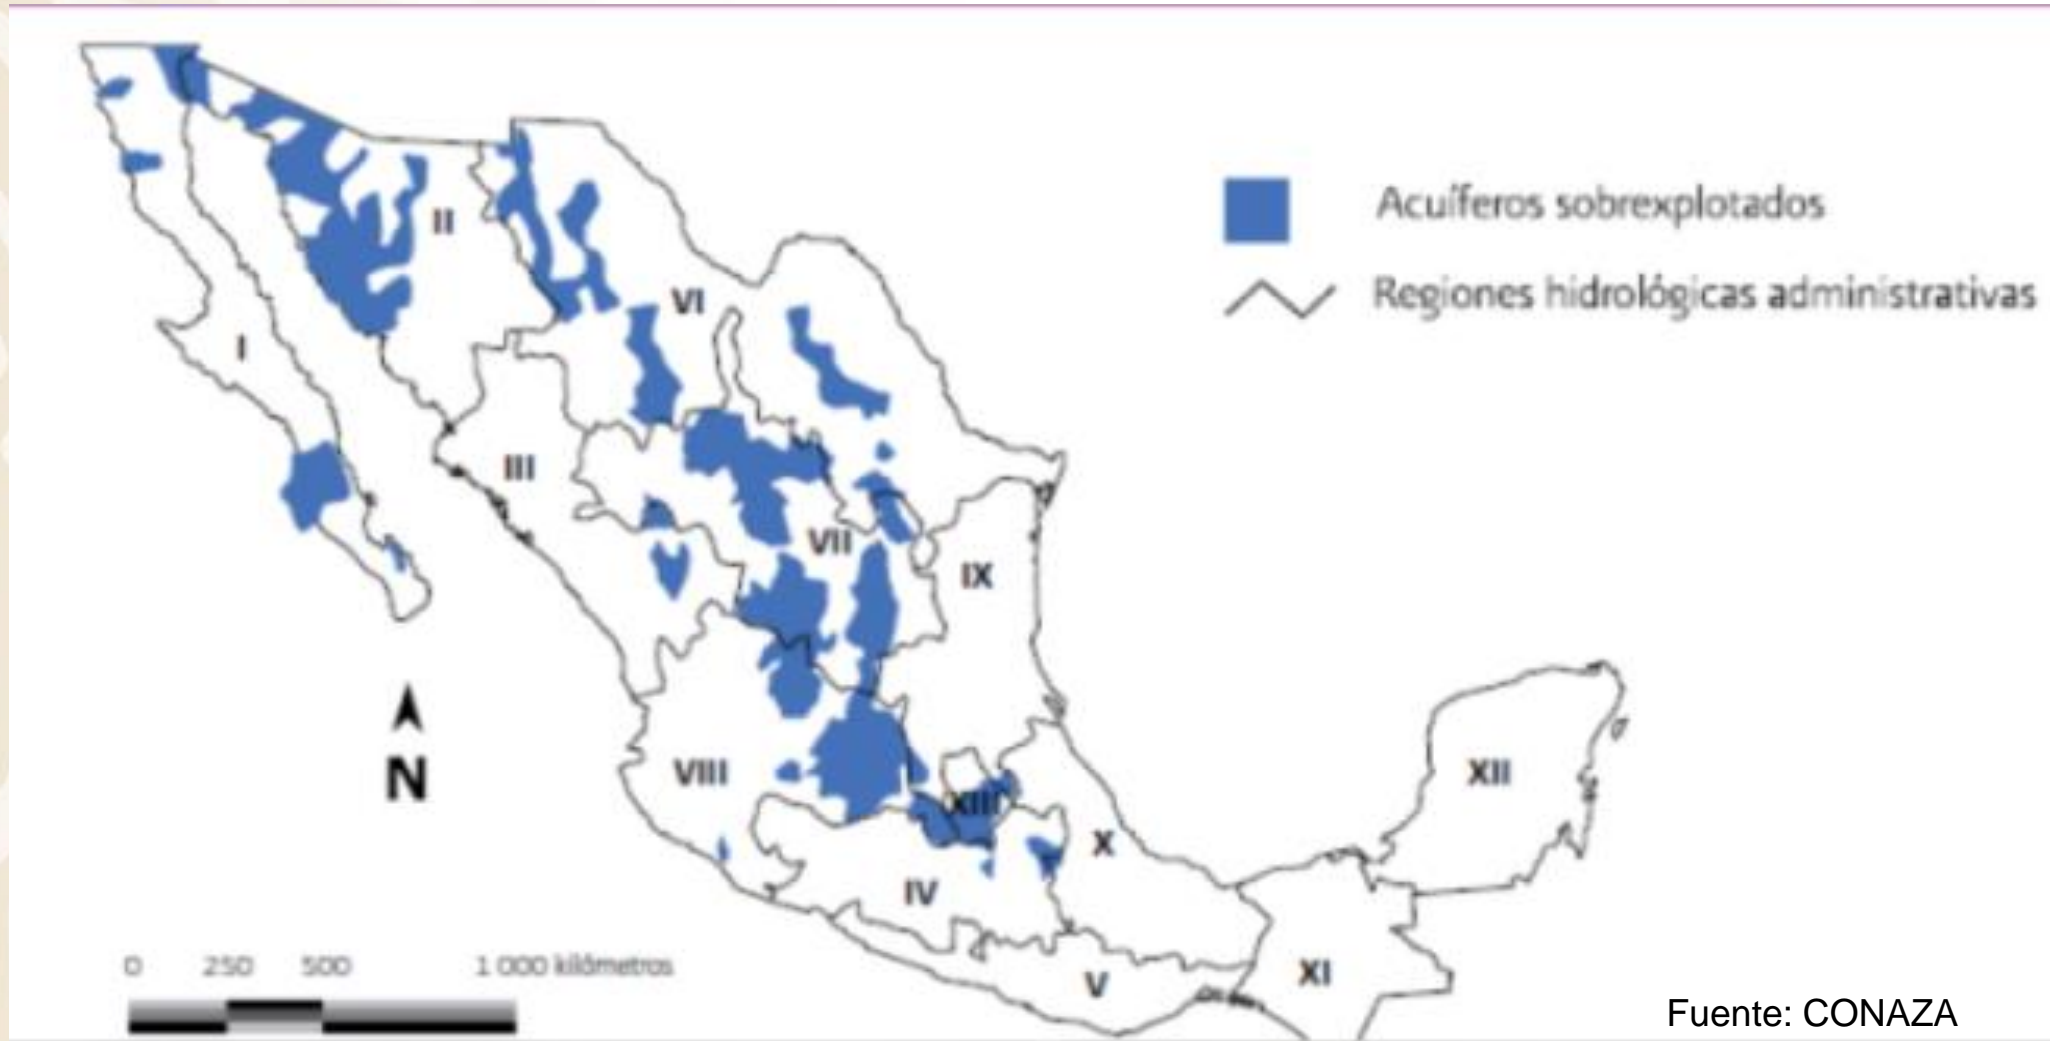 Acuíferos sobrexplotados
Regiones hidrológicas administrativas
I
II
III
IV
V
VI
VII
VIII
IX
X
XI
XII
XIII
N
0 250 500 1 000 kilómetros
Fuente: CONAZA